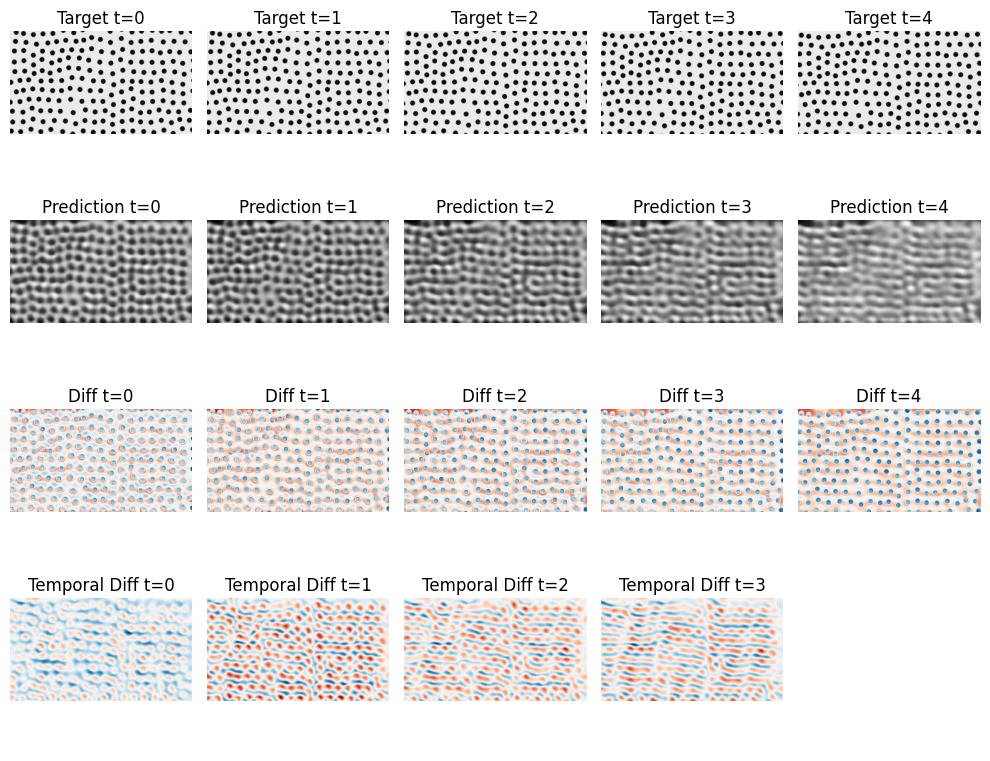 Target t=0 Target t=1 Target t=2 Target t=3 Target t=4
Prediction t=0 Prediction t=1 Prediction t=2 Prediction t=3 Prediction t=4
Diff t=0 Diff t=1 Diff t=2 Diff t=3 Diff t=4
Temporal Diff t=0 Temporal Diff t=1 Temporal Diff t=2 Temporal Diff t=3